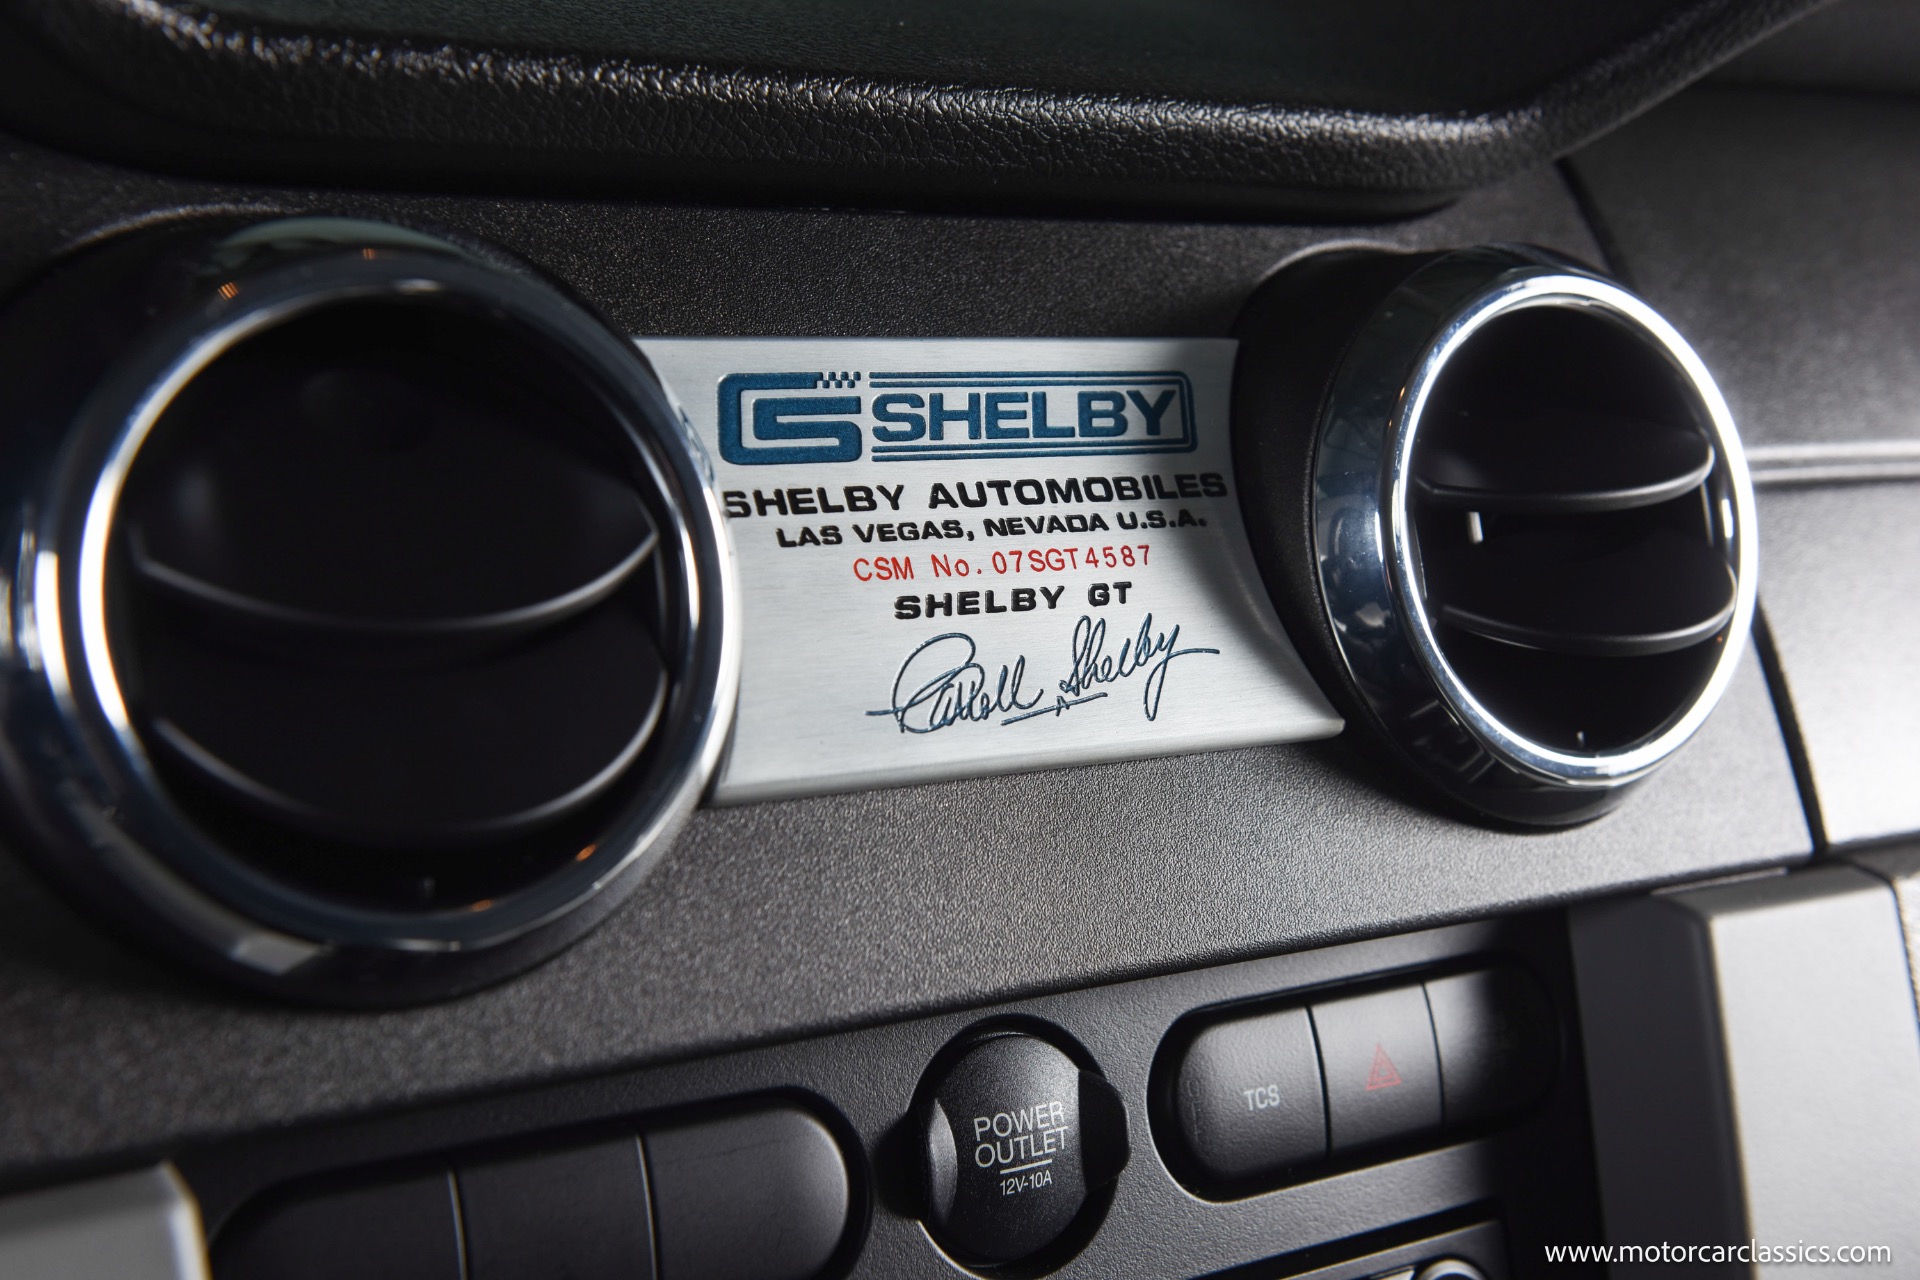 SHELBY
SHELBY AUTOMOBILES
LAS VEGAS, NEVADA U.S.A.
CSM No. 07SGT4587
SHELBY GT
Carroll Shelby
POWER
OUTLET
12V-10A
TCS
www.motorcarclassics.com